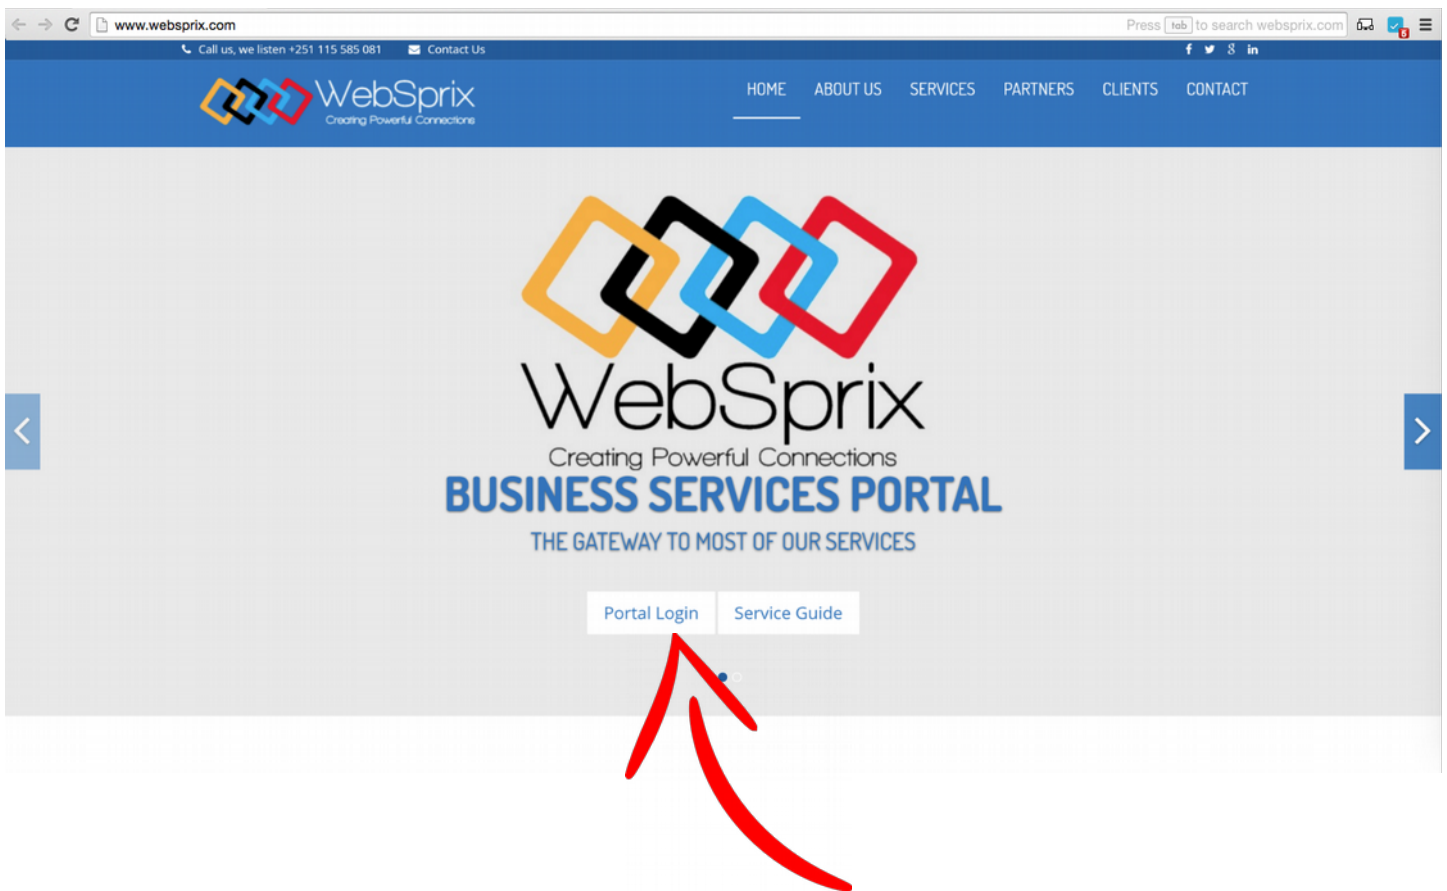 www.websprix.com
Press tab to search websprix.com
5
Call us, we listen +251 115 585 081
Contact Us
f g in
WebSprix
Creating Powerful Connections
HOME ABOUT US SERVICES PARTNERS CLIENTS CONTACT
WebSprix
Creating Powerful Connections
BUSINESS SERVICES PORTAL
THE GATEWAY TO MOST OF OUR SERVICES
Portal Login
Service Guide